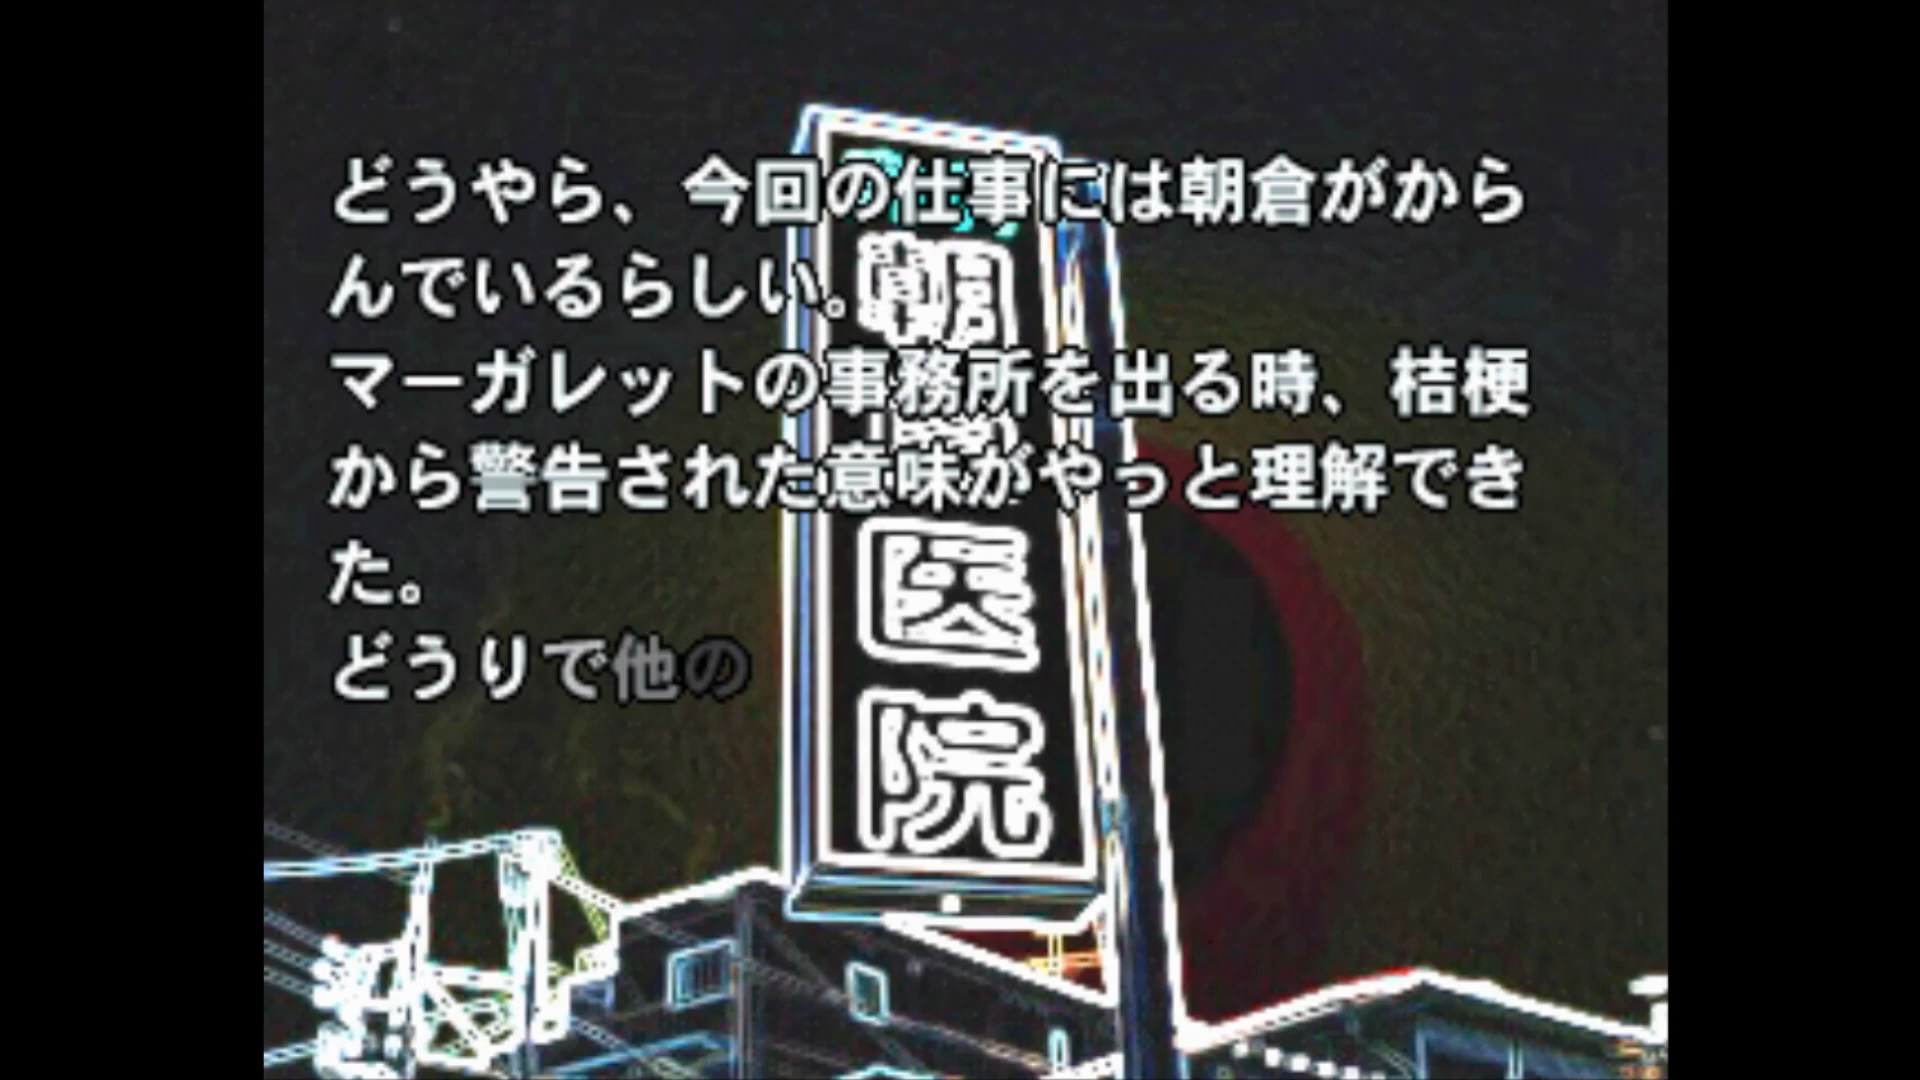 どうやら、今回の仕事には朝倉がから
んでいるらしい。
マーガレットの事務所を出る時、桔梗
から警告された意味がやっと理解でき
た。
どうりで他の
医
院